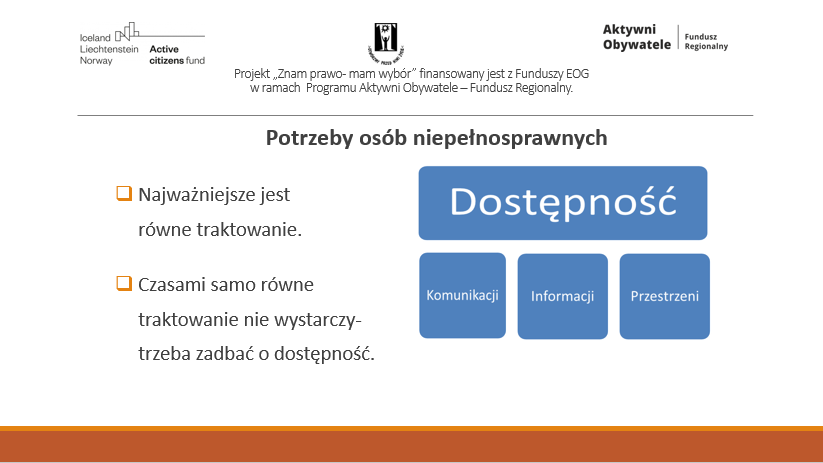 Iceland
Liechtenstein
Norway
Active
citizens fund
Aktywni
Obywatele
Fundusz
Regionalny
Projekt „Znam prawo- mam wybór” finansowany jest z Funduszy EOG
w ramach Programu Aktywni Obywatele – Fundusz Regionalny.
Potrzeby osób niepełnosprawnych
Najważniejsze jest
równe traktowanie.
Czasami samo równe
traktowanie nie wystarczy-
trzeba zadbać o dostępność.
Dostępność
Komunikacji
Informacji
Przestrzeni